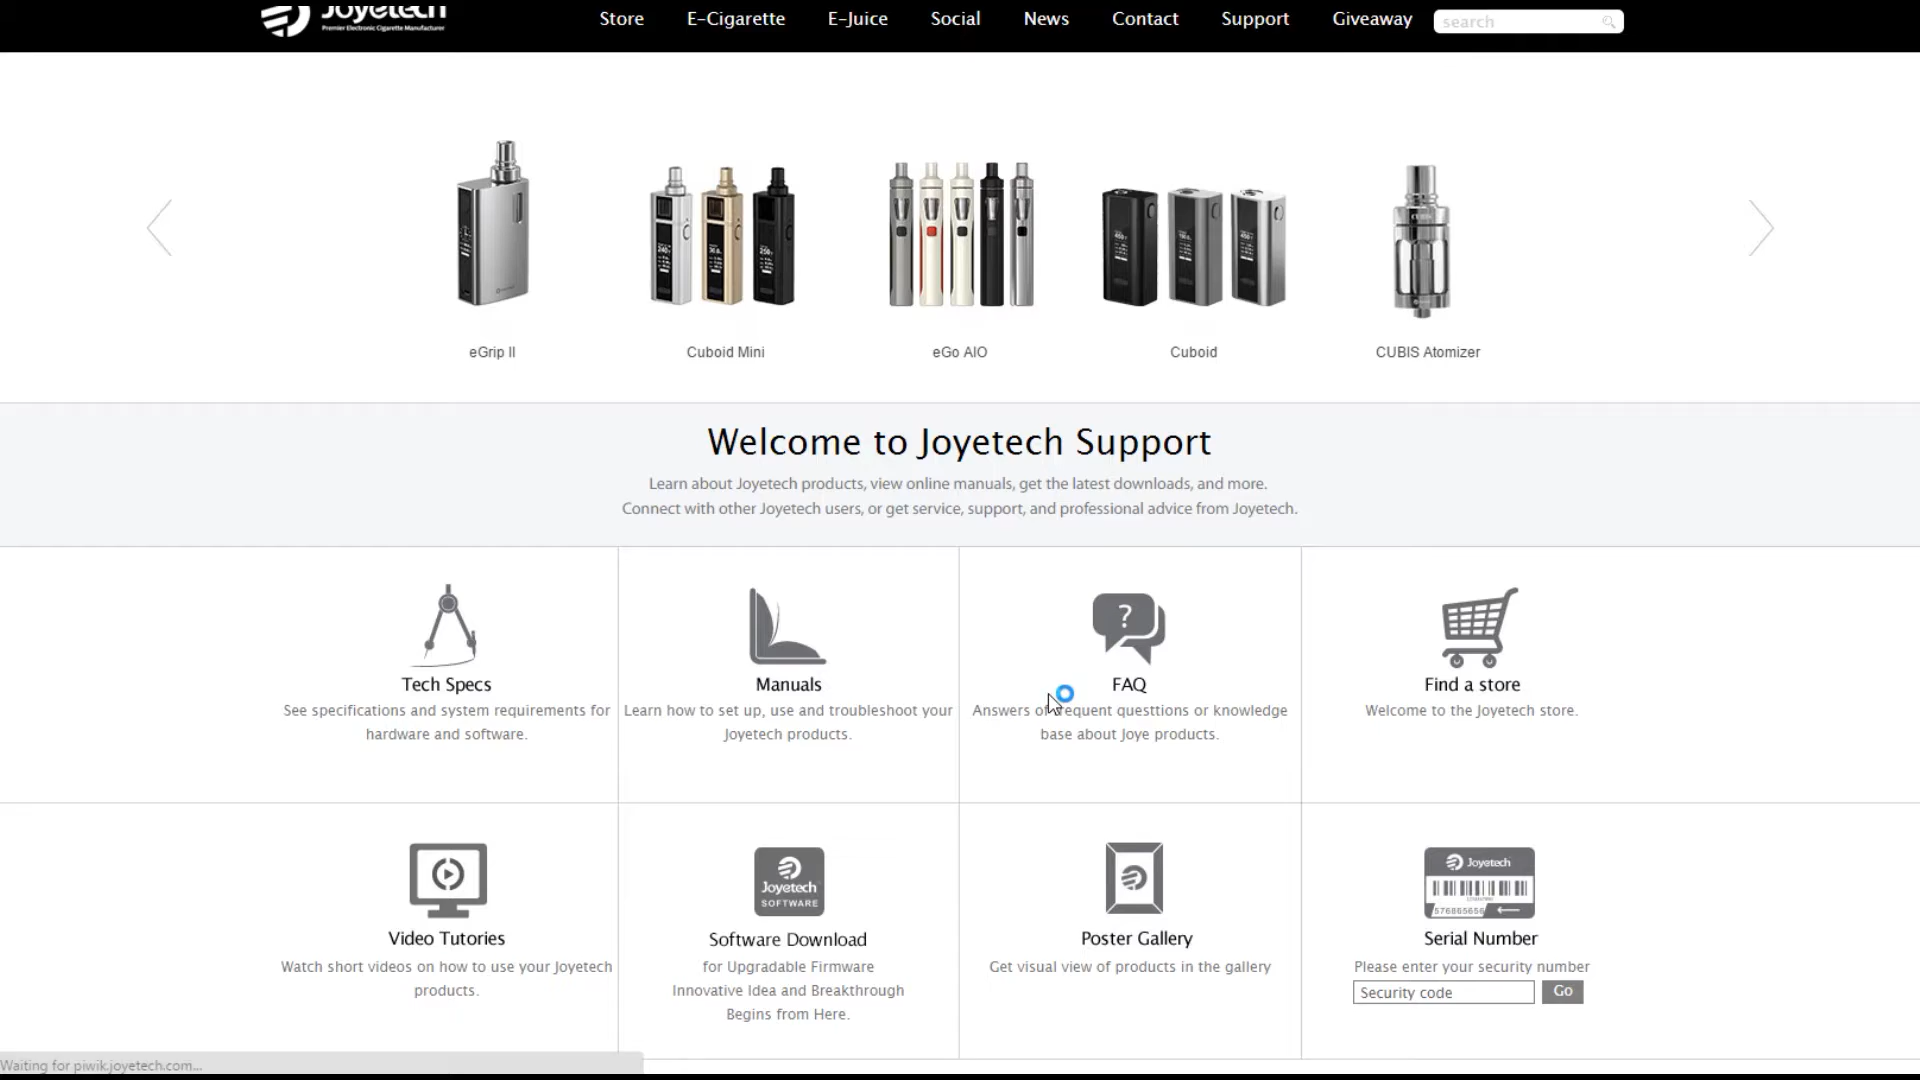 Joyetech
Premier Electronic Cigarette Manufacturer
Store E-Cigarette E-Juice Social News Contact Support Giveaway search
eGrip II Cuboid Mini eGo AIO Cuboid CUBIS Atomizer
Welcome to Joyetech Support
Learn about Joyetech products, view online manuals, get the latest downloads, and more.
Connect with other Joyetech users, or get service, support, and professional advice from Joyetech.
?
Tech Specs
See specifications and system requirements for
hardware and software.
Manuals
Learn how to set up, use and troubleshoot your
Joyetech products.
FAQ
Answers of frequent questtions or knowledge
base about Joye products.
Find a store
Welcome to the Joyetech store.
Video Tutories
Watch short videos on how to use your Joyetech
products.
Joyetech
SOFTWARE
Software Download
for Upgradable Firmware
Innovative Idea and Breakthrough
Begins from Here.
Poster Gallery
Get visual view of products in the gallery
Joyetech
Serial Number
Please enter your security number
Security code Go
Waiting for piwik.joyetech.com...